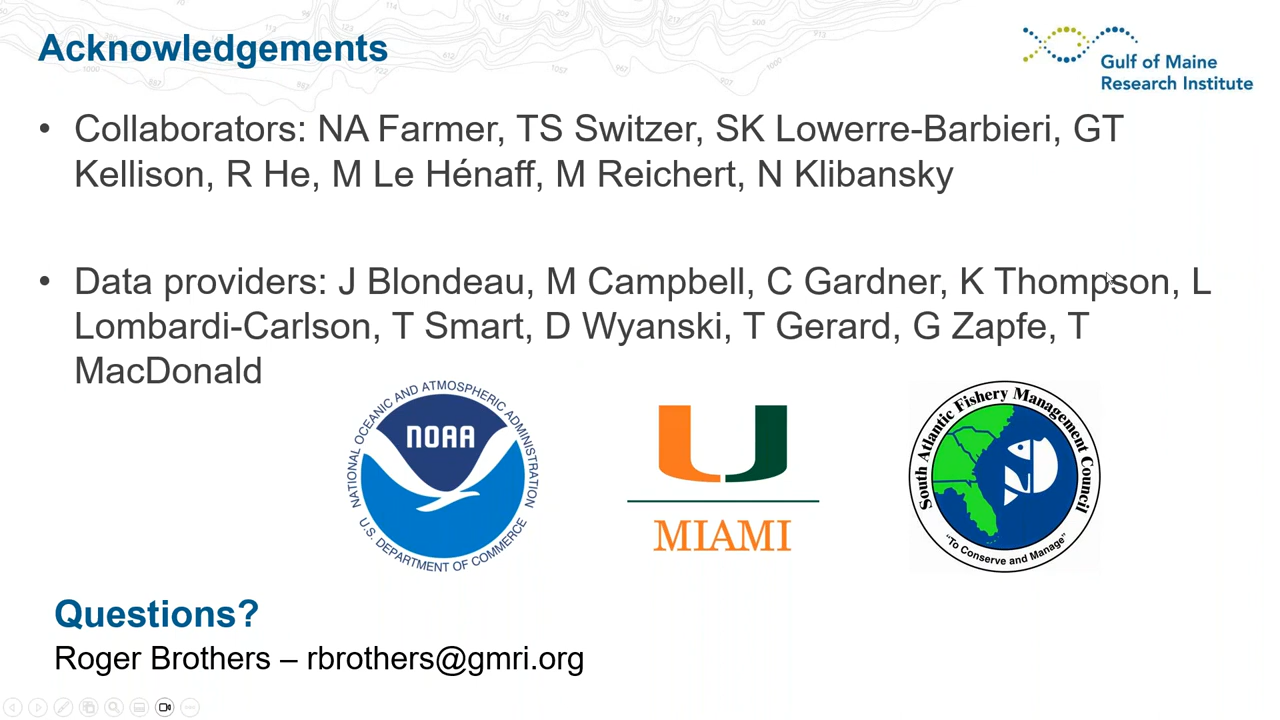 Acknowledgements
Gulf of Maine
Research Institute
• Collaborators: NA Farmer, TS Switzer, SK Lowerre-Barbieri, GT
Kellison, R He, M Le Hénaff, M Reichert, N Klibansky
• Data providers: J Blondeau, M Campbell, C Gardner, K Thompson, L
Lombardi-Carlson, T Smart, D Wyanski, T Gerard, G Zapfe, T
MacDonald
NATIONAL OCEANIC AND ATMOSPHERIC ADMINISTRATION
NOAA
U.S. DEPARTMENT OF COMMERCE
MIAMI
South Atlantic Fishery Management Council
"To Conserve and Manage"
Questions?
Roger Brothers – rbrothers@gmri.org